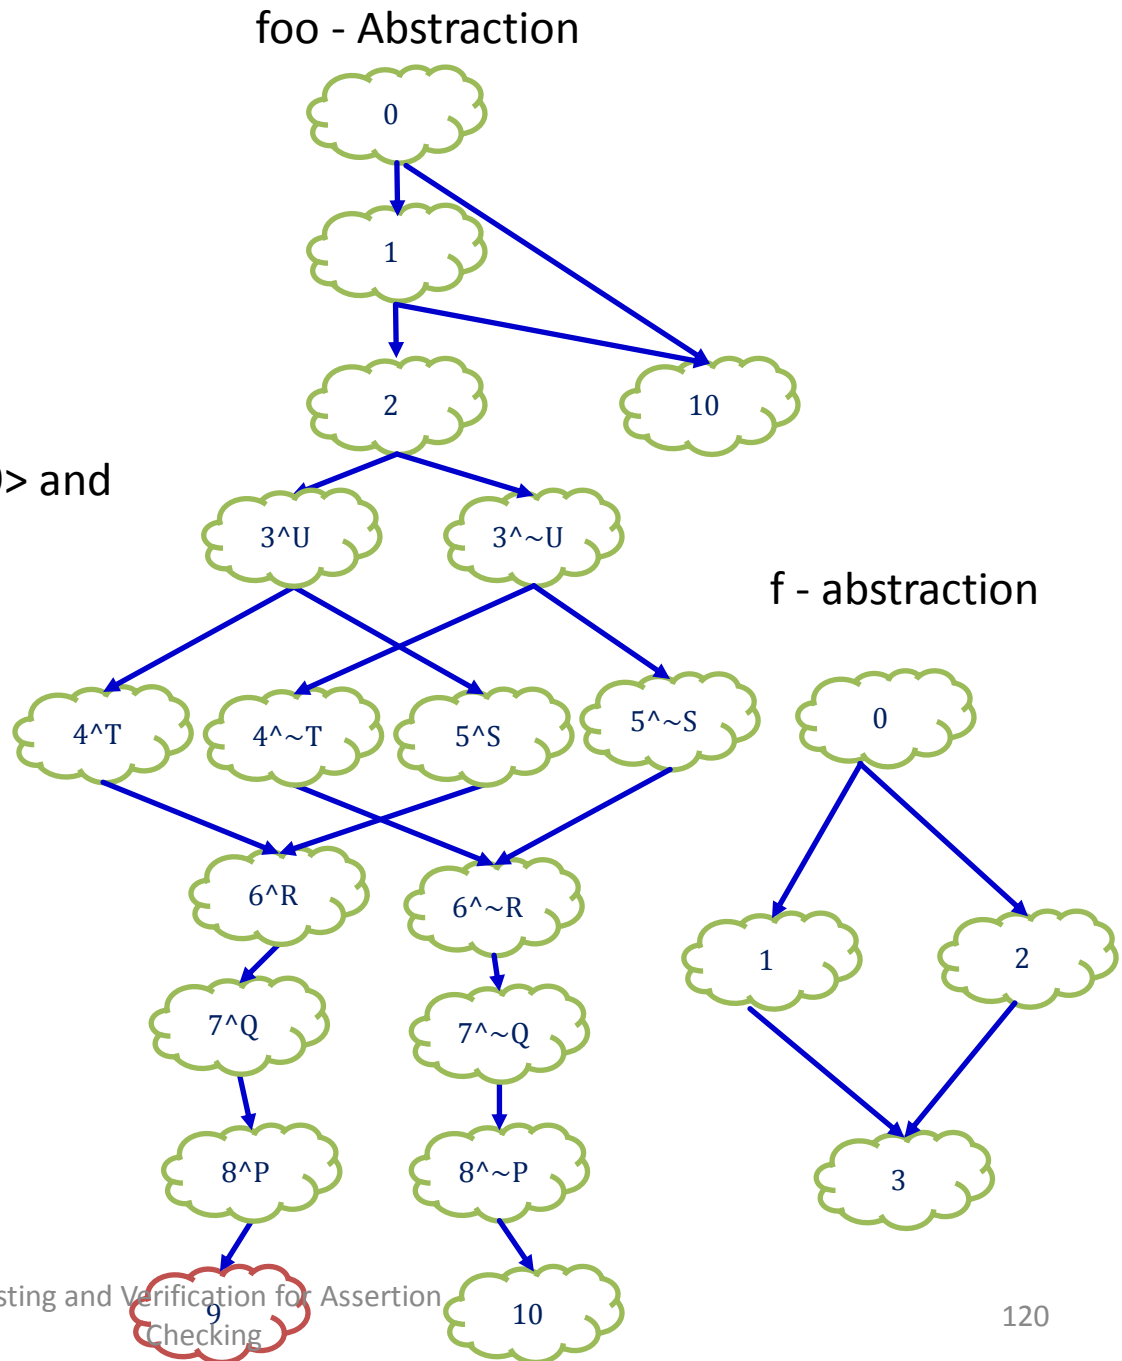 foo - Abstraction
0
1
2
10
> and
3^U
3^~U
f - abstraction
4^T
4^~T
5^S
5^~S
0
6^R
6^~R
1
2
7^Q
7^~Q
8^P
8^~P
3
sting and Verification for Assertion
Checking
9
10
120